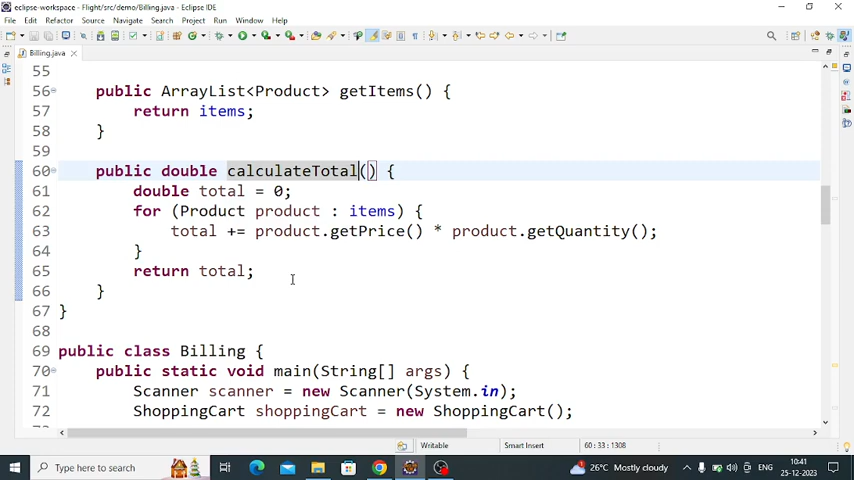 eclipse-workspace - Flight/src/demo/Billing.java - Eclipse IDE
File Edit Refactor Source Navigate Search Project Run Window Help
Billing.java
55
56 public ArrayList<Product> getItems() {
57 return items;
58 }
59
60 public double calculateTotal() {
61 double total = 0;
62 for (Product product : items) {
63 total += product.getPrice() * product.getQuantity();
64 }
65 return total;
66 }
67 }
68
69 public class Billing {
70 public static void main(String[] args) {
71 Scanner scanner = new Scanner(System.in);
72 ShoppingCart shoppingCart = new ShoppingCart();
Writable Smart Insert 60 : 33 : 1308
Type here to search 26°C Mostly cloudy ENG 10:41
25-12-2023